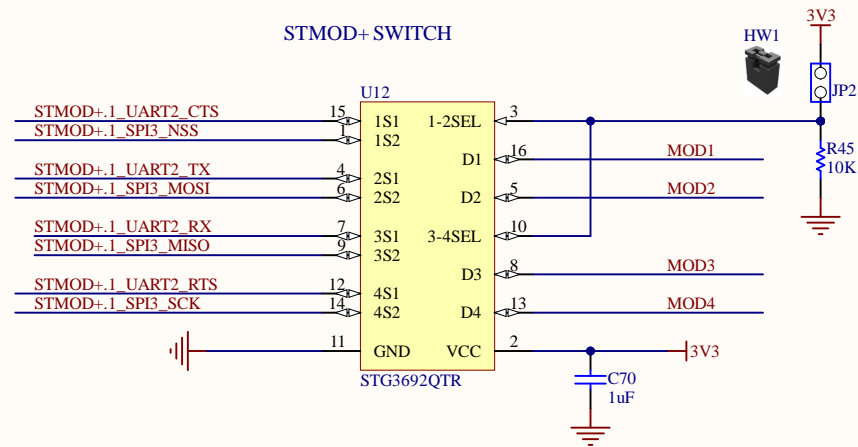 STMOD+ SWITCH
3V3
HW1
JP2
U12
STMOD+.1_UART2_CTS 15 1S1 1-2SEL 3
STMOD+.1_SPI3_NSS 1 1S2
D1 16 MOD1
R45
10K
STMOD+.1_UART2_TX 4 2S1
STMOD+.1_SPI3_MOSI 6 2S2 D2 5 MOD2
STMOD+.1_UART2_RX 7 3S1 3-4SEL 10
STMOD+.1_SPI3_MISO 9 3S2
D3 8 MOD3
STMOD+.1_UART2_RTS 12 4S1
STMOD+.1_SPI3_SCK 14 4S2 D4 13 MOD4
11 GND VCC 2 3V3
STG3692QTR
C70
1uF